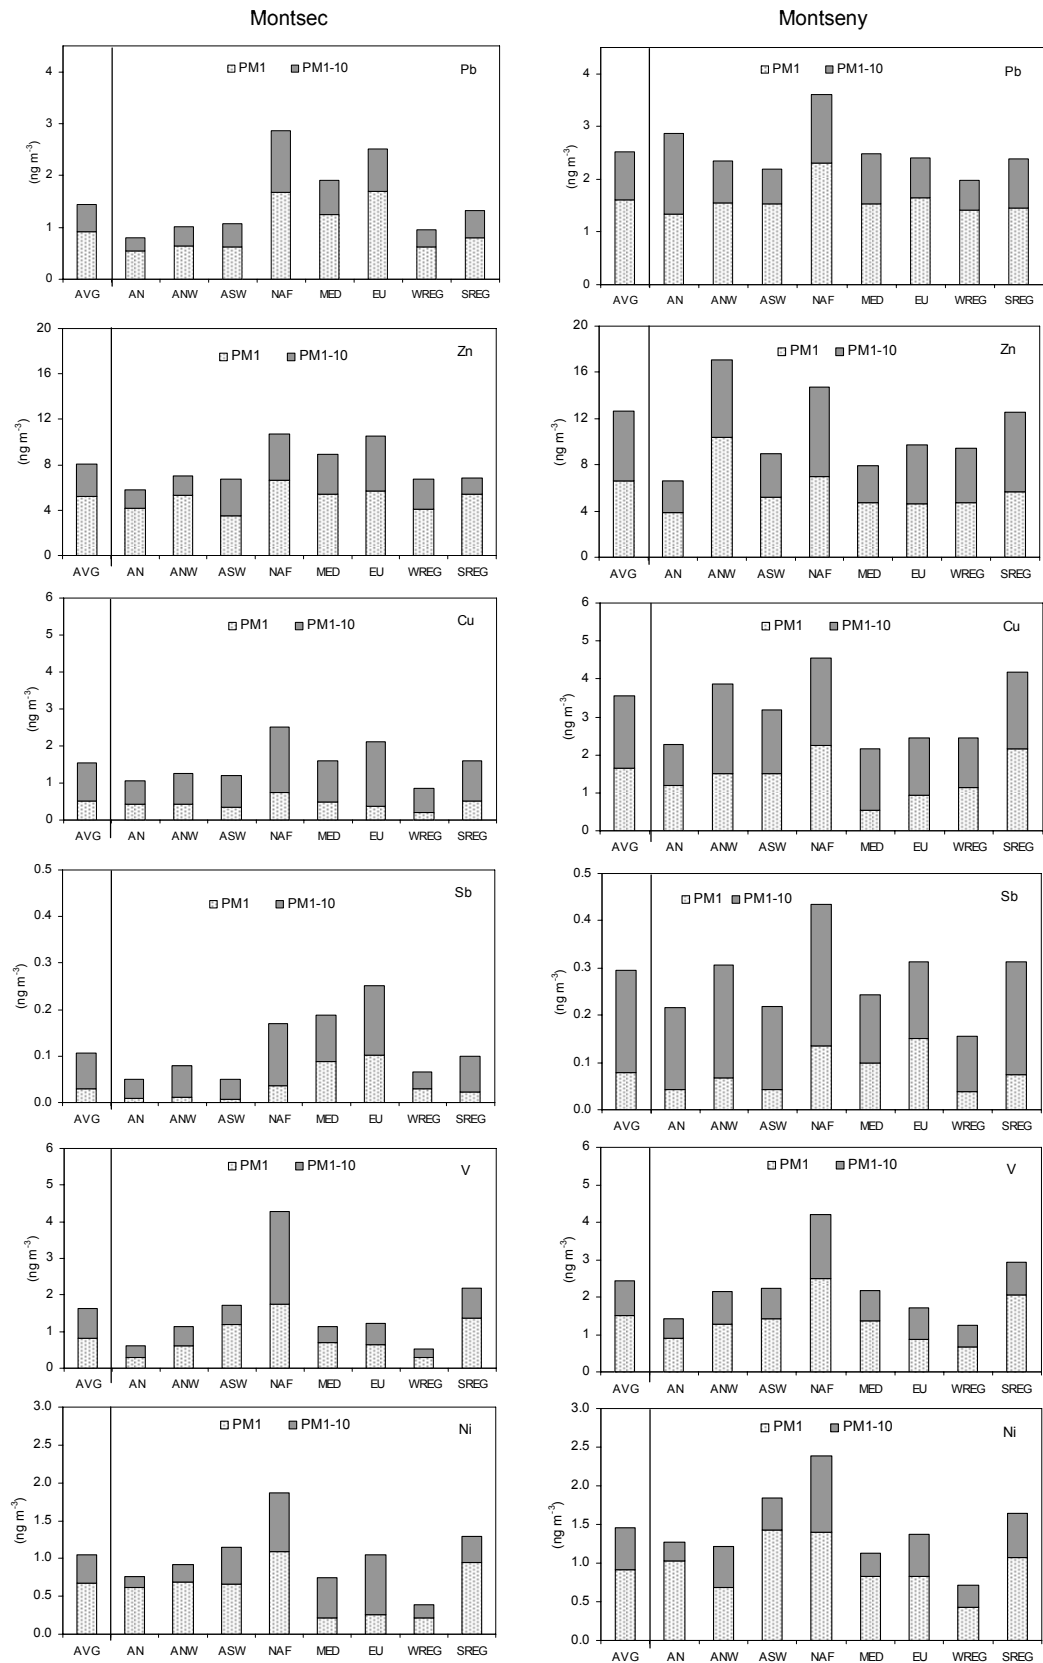 Montsec
Montseny
PM1 PM1-10 Pb
(ng m⁻³)
4
3
2
1
0
AVG AN ANW ASW NAF MED EU WREG SREG
PM1 PM1-10 Pb
(ng m⁻³)
4
3
2
1
0
AVG AN ANW ASW NAF MED EU WREG SREG
PM1 PM1-10 Zn
(ng m⁻³)
20
16
12
8
4
0
AVG AN ANW ASW NAF MED EU WREG SREG
PM1 PM1-10 Zn
(ng m⁻³)
20
16
12
8
4
0
AVG AN ANW ASW NAF MED EU WREG SREG
PM1 PM1-10 Cu
(ng m⁻³)
6
5
4
3
2
1
0
AVG AN ANW ASW NAF MED EU WREG SREG
PM1 PM1-10 Cu
(ng m⁻³)
6
5
4
3
2
1
0
AVG AN ANW ASW NAF MED EU WREG SREG
PM1 PM1-10 Sb
(ng m⁻³)
0.5
0.4
0.3
0.2
0.1
0.0
AVG AN ANW ASW NAF MED EU WREG SREG
PM1 PM1-10 Sb
(ng m⁻³)
0.5
0.4
0.3
0.2
0.1
0.0
AVG AN ANW ASW NAF MED EU WREG SREG
PM1 PM1-10 V
(ng m⁻³)
6
5
4
3
2
1
0
AVG AN ANW ASW NAF MED EU WREG SREG
PM1 PM1-10 V
(ng m⁻³)
6
5
4
3
2
1
0
AVG AN ANW ASW NAF MED EU WREG SREG
PM1 PM1-10 Ni
(ng m⁻³)
3.0
2.5
2.0
1.5
1.0
0.5
0.0
AVG AN ANW ASW NAF MED EU WREG SREG
PM1 PM1-10 Ni
(ng m⁻³)
3.0
2.5
2.0
1.5
1.0
0.5
0.0
AVG AN ANW ASW NAF MED EU WREG SREG